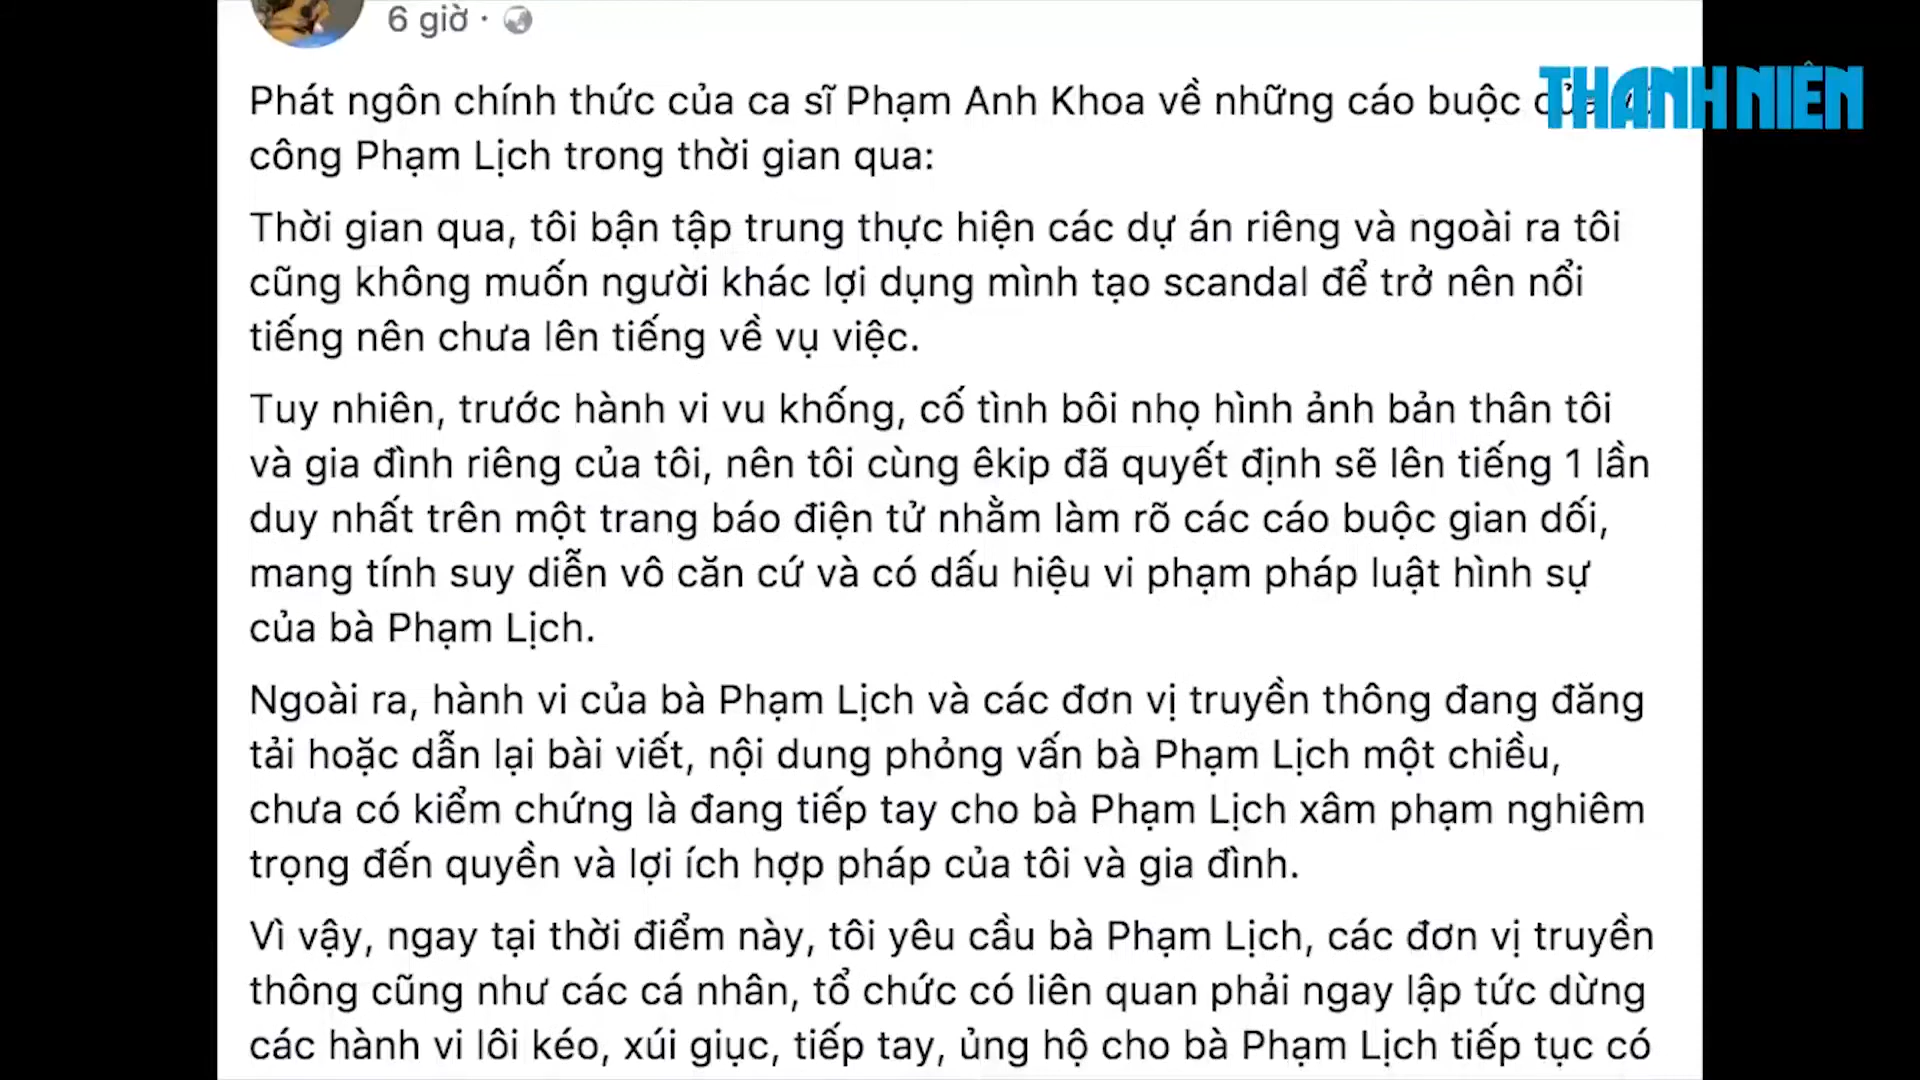 6 giờ ·
THANH NIÊN
Phát ngôn chính thức của ca sĩ Phạm Anh Khoa về những cáo buộc của
công Phạm Lịch trong thời gian qua:
Thời gian qua, tôi bận tập trung thực hiện các dự án riêng và ngoài ra tôi
cũng không muốn người khác lợi dụng mình tạo scandal để trở nên nổi
tiếng nên chưa lên tiếng về vụ việc.
Tuy nhiên, trước hành vi vu khống, cố tình bôi nhọ hình ảnh bản thân tôi
và gia đình riêng của tôi, nên tôi cùng êkip đã quyết định sẽ lên tiếng 1 lần
duy nhất trên một trang báo điện tử nhằm làm rõ các cáo buộc gian dối,
mang tính suy diễn vô căn cứ và có dấu hiệu vi phạm pháp luật hình sự
của bà Phạm Lịch.
Ngoài ra, hành vi của bà Phạm Lịch và các đơn vị truyền thông đang đăng
tải hoặc dẫn lại bài viết, nội dung phỏng vấn bà Phạm Lịch một chiều,
chưa có kiểm chứng là đang tiếp tay cho bà Phạm Lịch xâm phạm nghiêm
trọng đến quyền và lợi ích hợp pháp của tôi và gia đình.
Vì vậy, ngay tại thời điểm này, tôi yêu cầu bà Phạm Lịch, các đơn vị truyền
thông cũng như các cá nhân, tổ chức có liên quan phải ngay lập tức dừng
các hành vi lôi kéo, xúi giục, tiếp tay, ủng hộ cho bà Phạm Lịch tiếp tục có